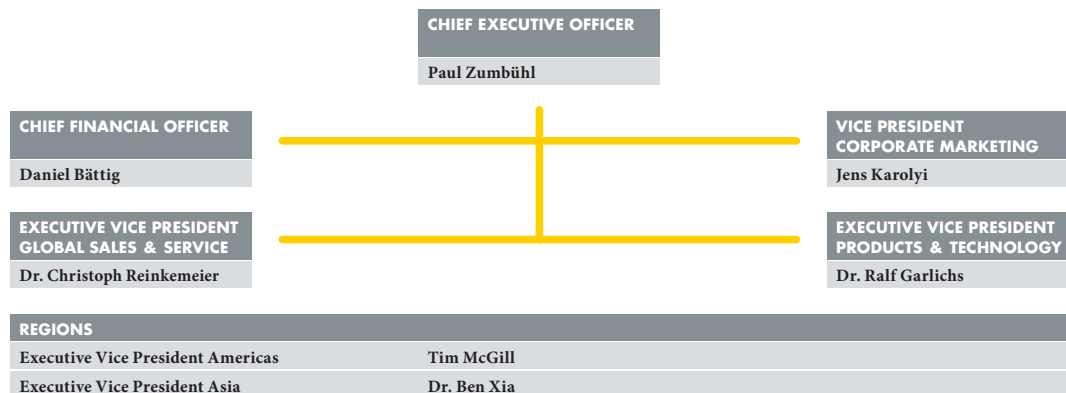 CHIEF EXECUTIVE OFFICER
Paul Zumbühl
CHIEF FINANCIAL OFFICER
Daniel Bättig
VICE PRESIDENT
CORPORATE MARKETING
Jens Karolyi
EXECUTIVE VICE PRESIDENT
GLOBAL SALES & SERVICE
Dr. Christoph Reinkemeier
EXECUTIVE VICE PRESIDENT
PRODUCTS & TECHNOLOGY
Dr. Ralf Garlichs
REGIONS
Executive Vice President Americas Tim McGill
Executive Vice President Asia Dr. Ben Xia